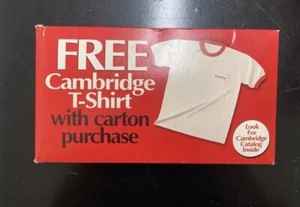 FREE
Cambridge
T-Shirt
with carton
purchase
Look
For
Cambridge
Catalog
Inside